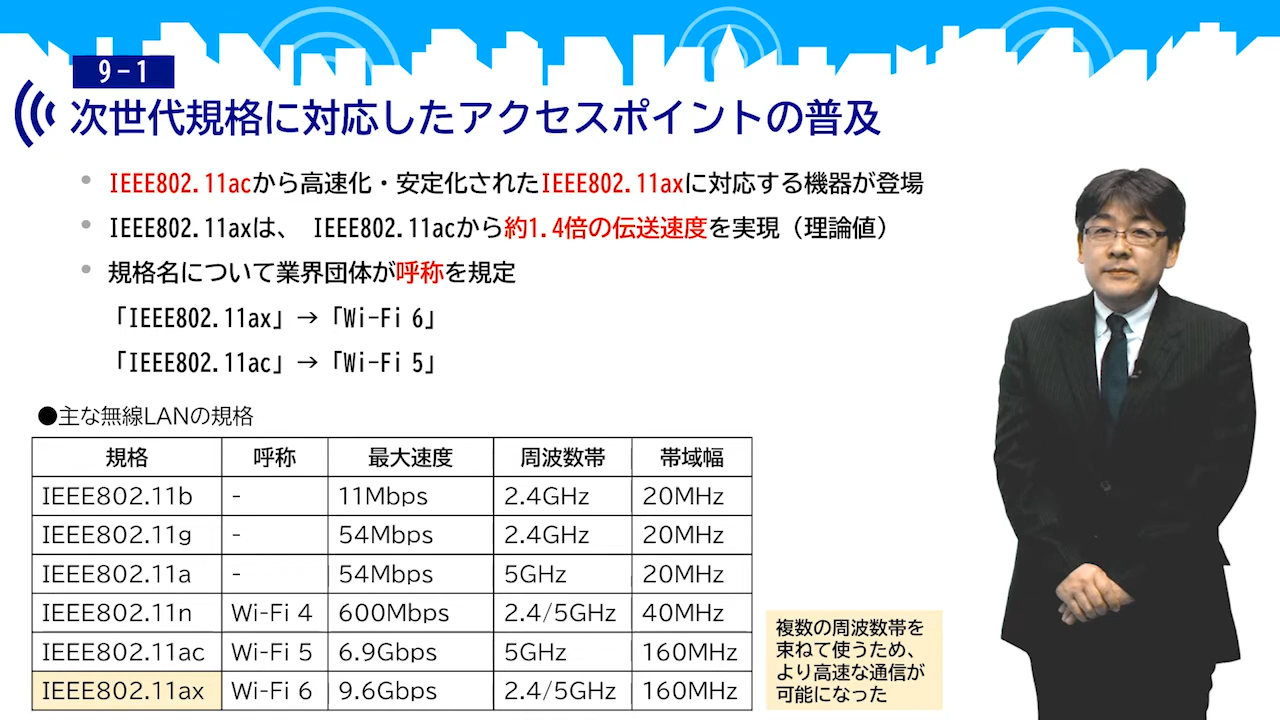 9-1
次世代規格に対応したアクセスポイントの普及
• IEEE802.11acから高速化・安定化されたIEEE802.11axに対応する機器が登場
• IEEE802.11axは、 IEEE802.11acから約1.4倍の伝送速度を実現（理論値）
• 規格名について業界団体が呼称を規定
「IEEE802.11ax」→「Wi-Fi 6」
「IEEE802.11ac」→「Wi-Fi 5」
●主な無線LANの規格
規格 呼称 最大速度 周波数帯 帯域幅
IEEE802.11b - 11Mbps 2.4GHz 20MHz
IEEE802.11g - 54Mbps 2.4GHz 20MHz
IEEE802.11a - 54Mbps 5GHz 20MHz
IEEE802.11n Wi-Fi 4 600Mbps 2.4/5GHz 40MHz
IEEE802.11ac Wi-Fi 5 6.9Gbps 5GHz 160MHz
IEEE802.11ax Wi-Fi 6 9.6Gbps 2.4/5GHz 160MHz
複数の周波数帯を
束ねて使うため、
より高速な通信が
可能になった